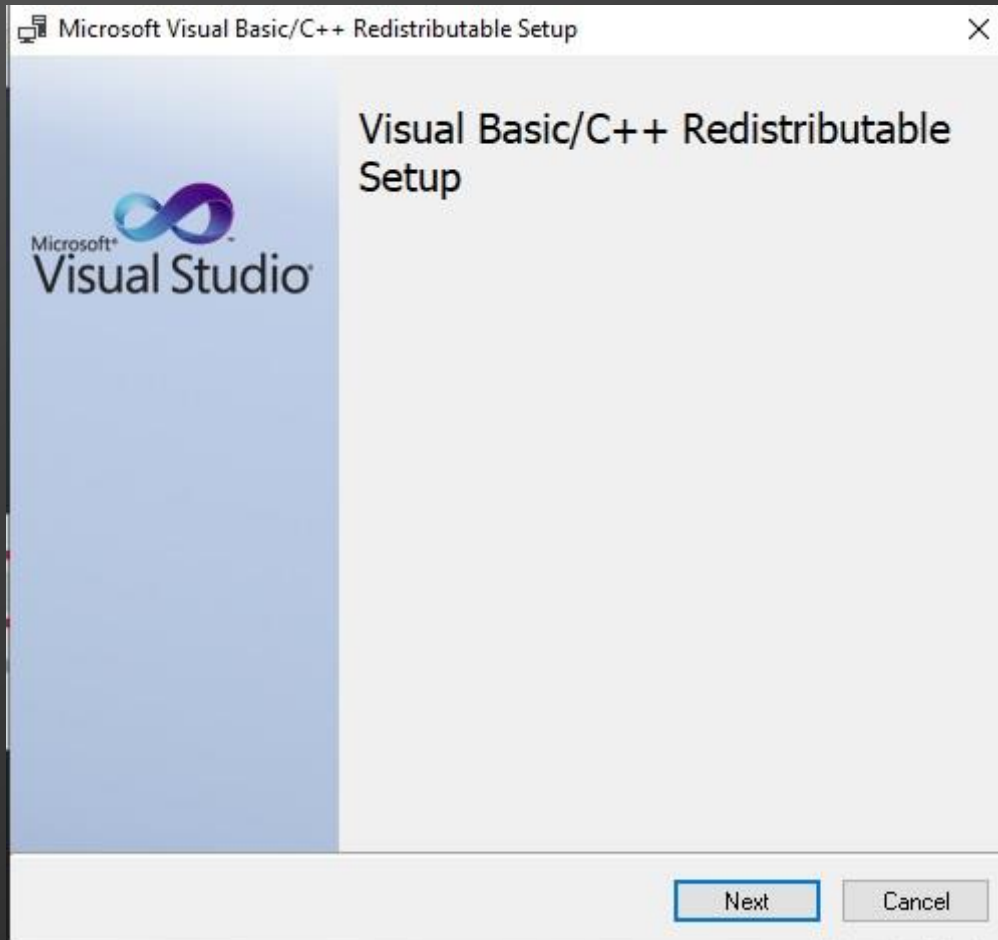 Microsoft Visual Basic/C++ Redistributable Setup
Visual Basic/C++ Redistributable
Setup
Microsoft®
Visual Studio®
Next
Cancel